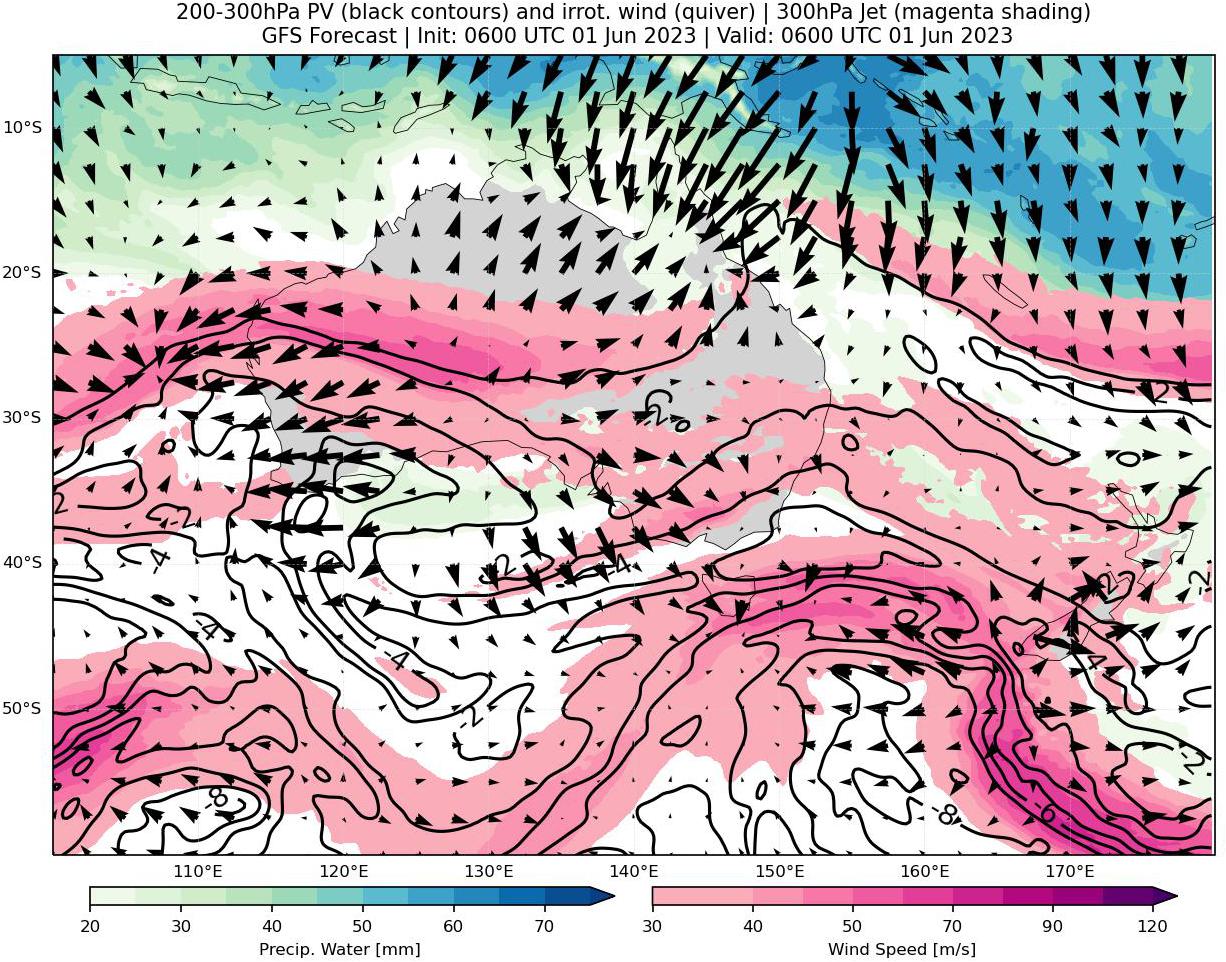 200-300hPa PV (black contours) and irrot. wind (quiver) | 300hPa Jet (magenta shading)
GFS Forecast | Init: 0600 UTC 01 Jun 2023 | Valid: 0600 UTC 01 Jun 2023
10°S
20°S
30°S
40°S
50°S
-2
-2
0
0
2
-2
-4
-2
-4
-2
-2
-4
-4
-4
-2
-2
-8
-8
-6
110°E 120°E 130°E 140°E 150°E 160°E 170°E
20 30 40 50 60 70
30 40 50 70 90 120
Precip. Water [mm]
Wind Speed [m/s]